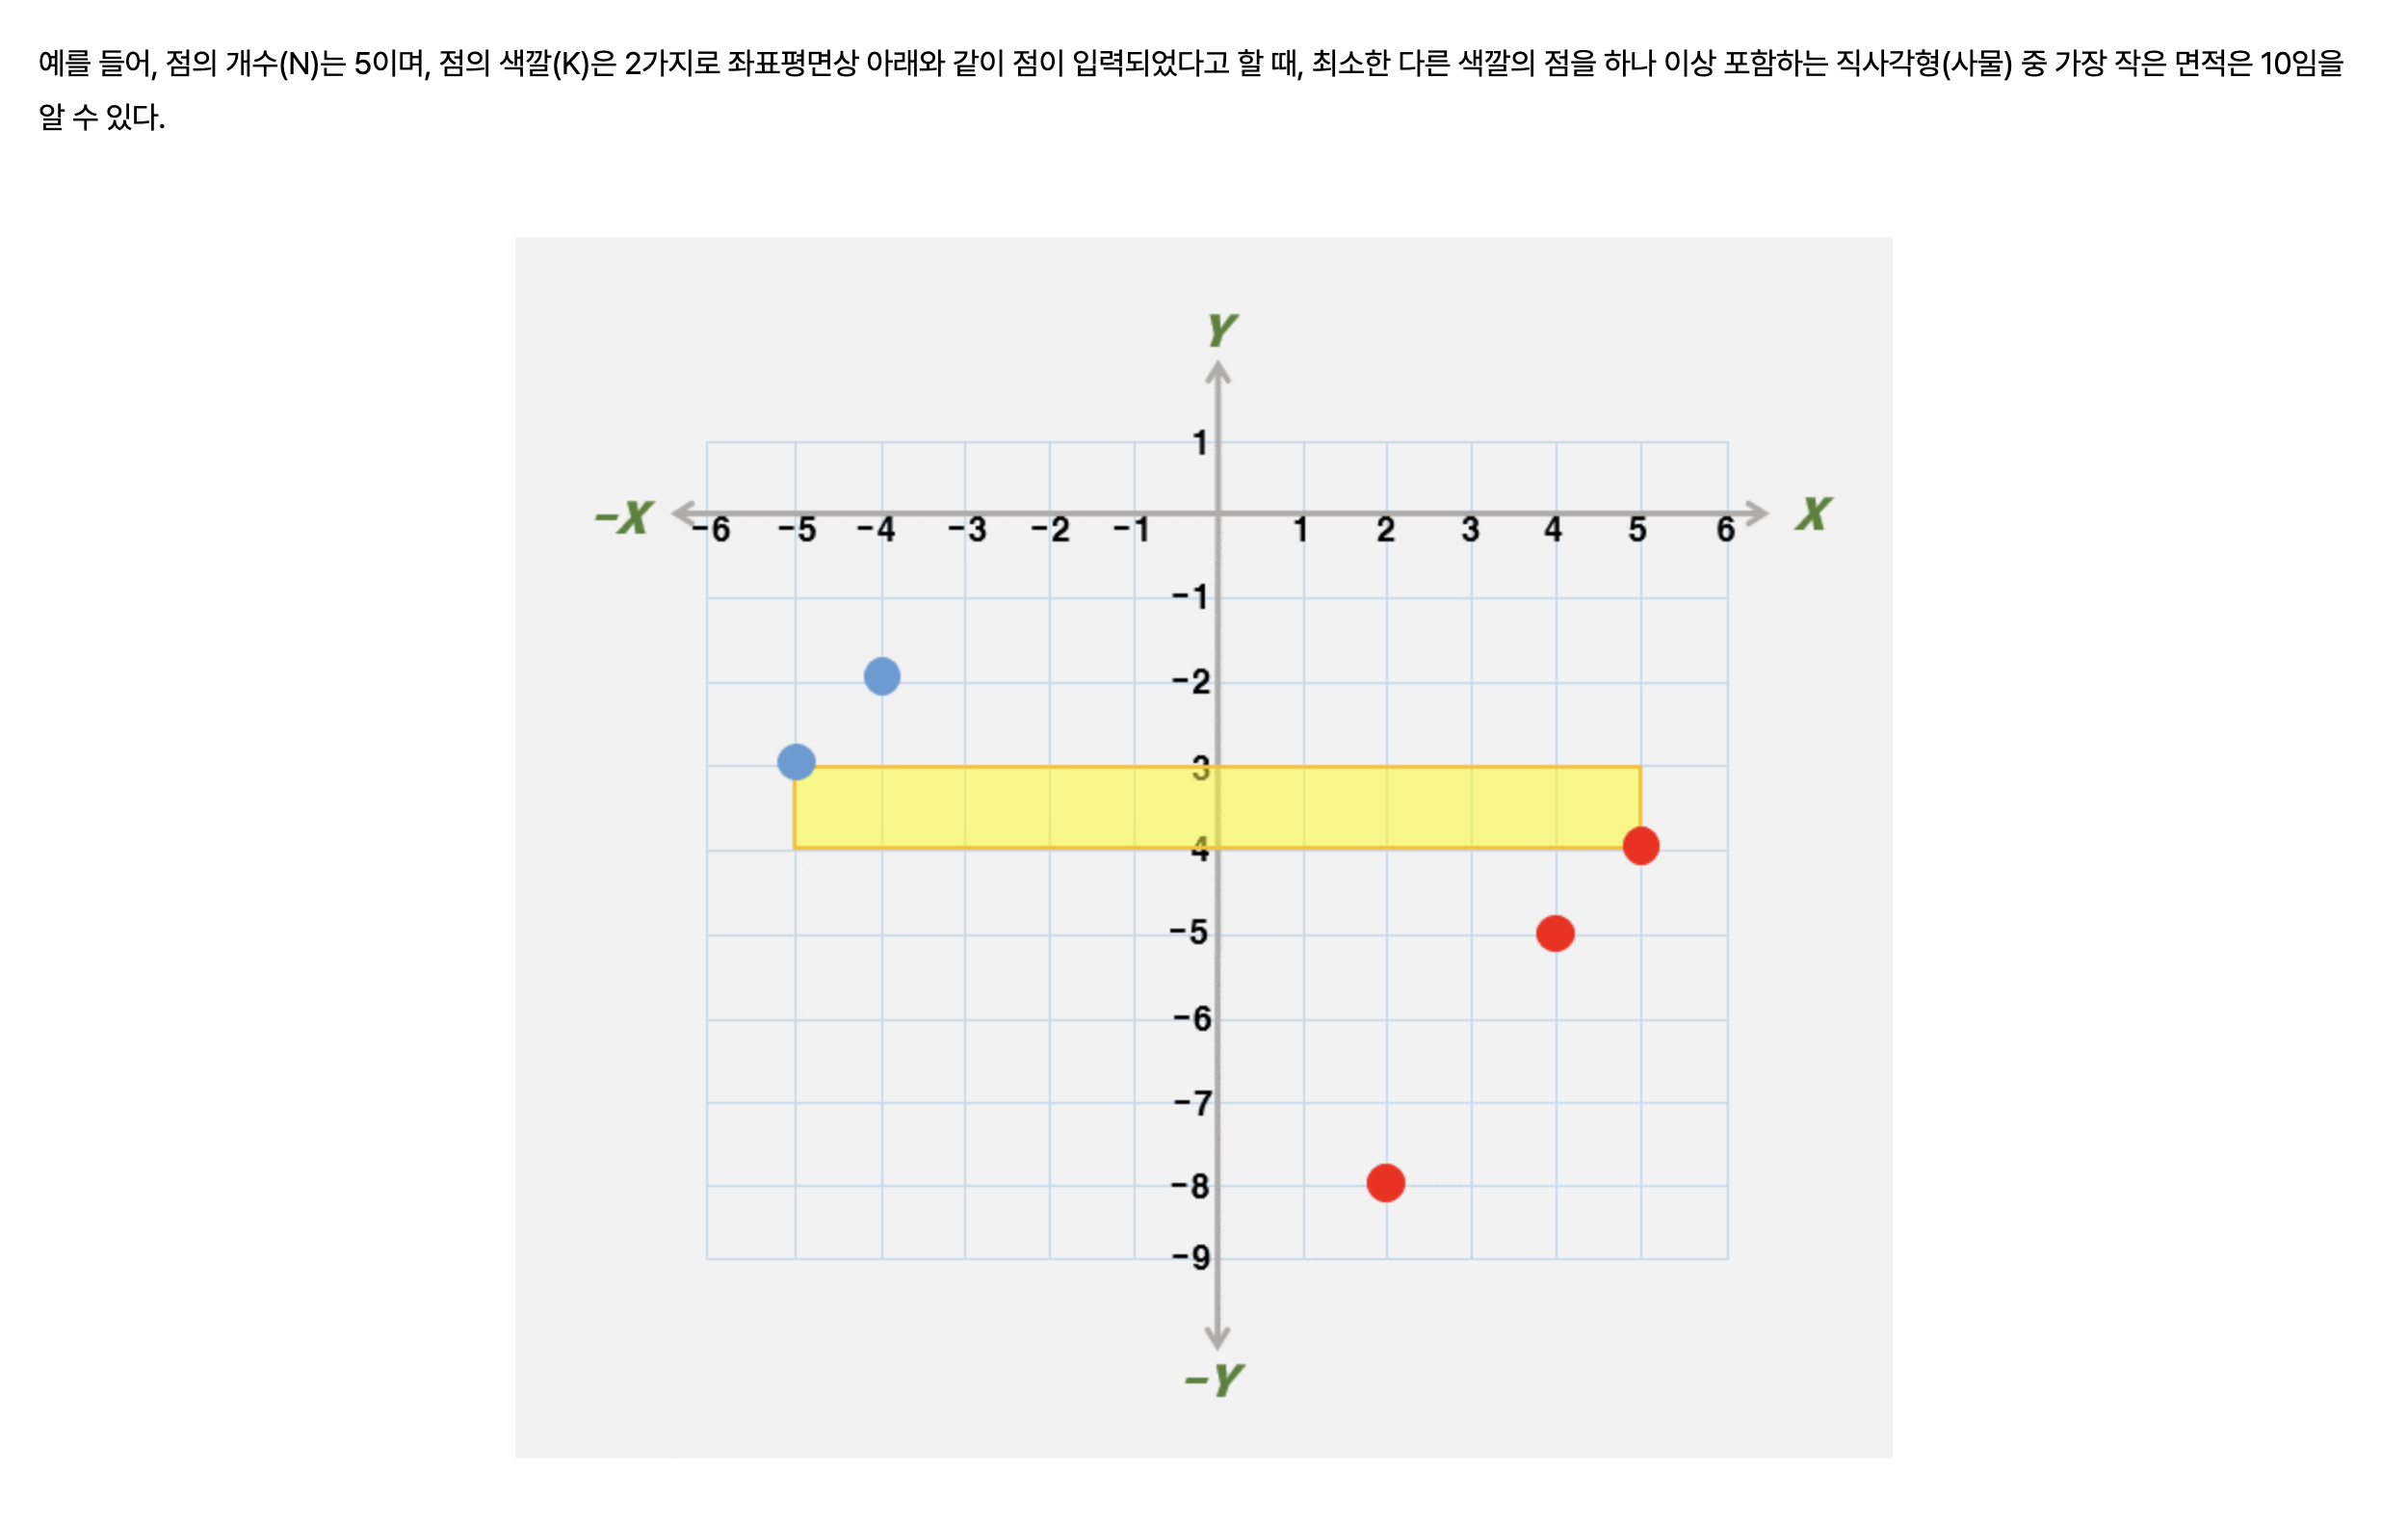 예를 들어, 점의 개수(N)는 5이며, 점의 색깔(K)은 2가지로 좌표평면상 아래와 같이 점이 입력되었다고 할 때, 최소한 다른 색깔의 점을 하나 이상 포함하는 직사각형(사물) 중 가장 작은 면적은 10임을
알 수 있다.
Y
1
-X
-6 -5 -4 -3 -2 -1 1 2 3 4 5 6
X
-1
-2
3
4
-5
-6
-7
-8
-9
-Y